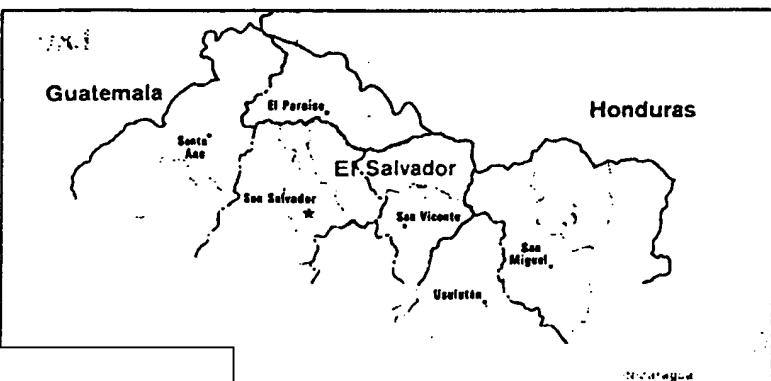 Guatemala
Honduras
El Paraiso
Santa
Ana
El Salvador
San Salvador
San Vicente
San
Miguel
Usulután
Nicaragua